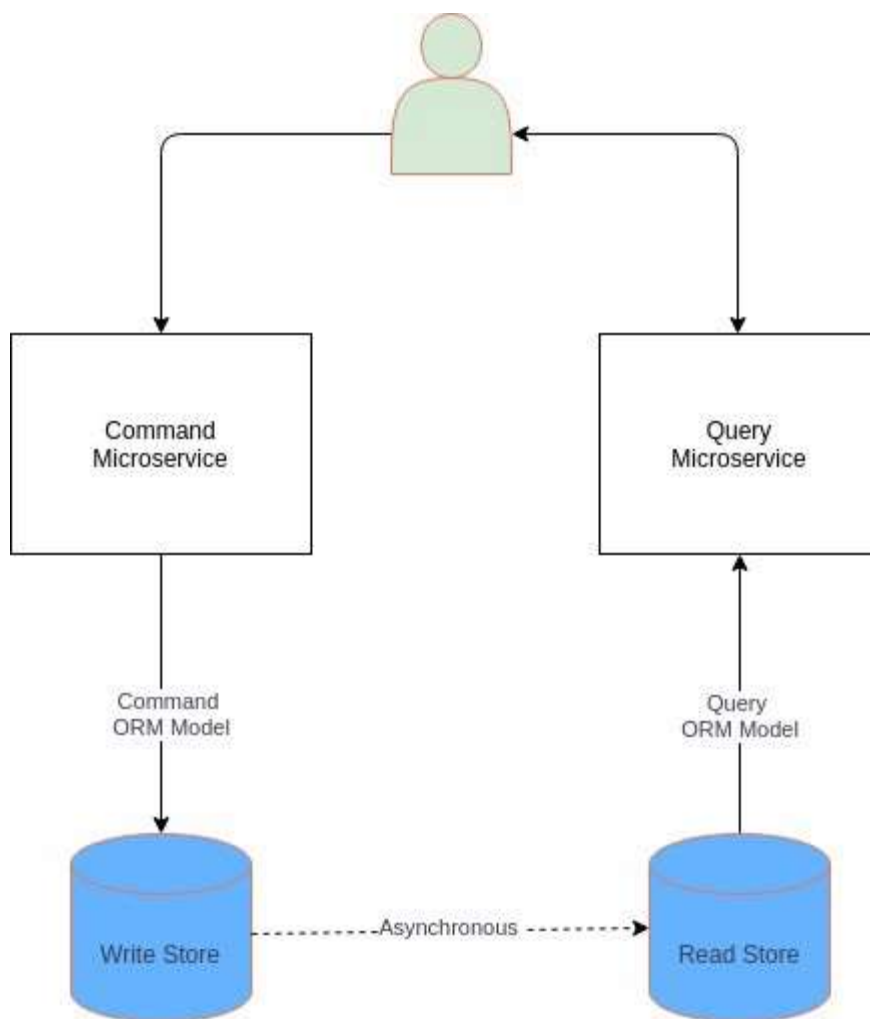 Command
Microservice
Query
Microservice
Command
ORM Model
Query
ORM Model
Asynchronous
Write Store
Read Store